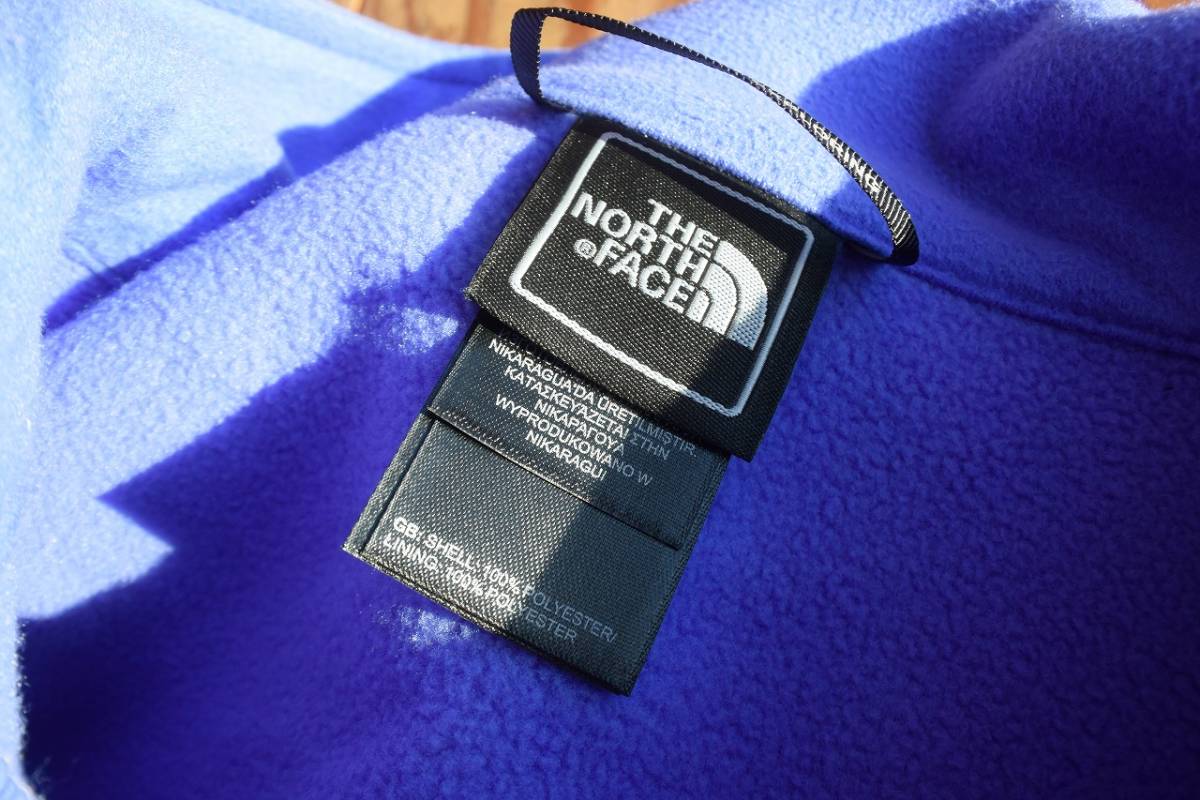 THE
NORTH
®FACE
NIKARAGUA'DA ÜRETILMIŞTIR.
ΚΑΤΑΣΚΕΥΑΖΕΤΑΙ ΣΤΗΝ
ΝΙΚΑΡΑΓΟΥΑ
WYPRODUKOWANO W
NIKARAGUI
GB: SHELL: 100% POLYESTER/
LINING: 100% POLYESTER